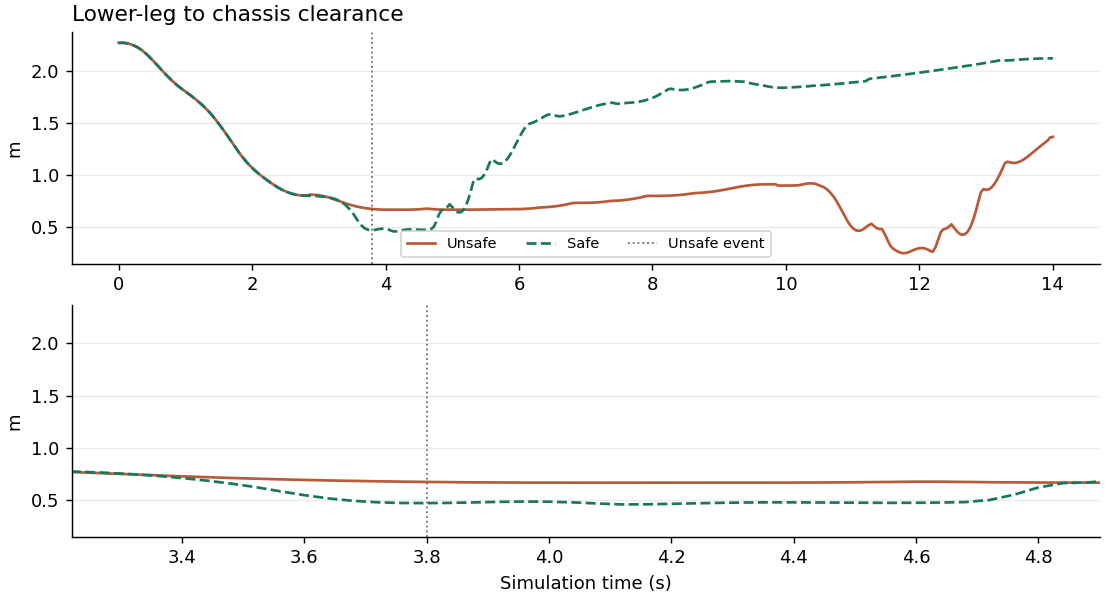 Lower-leg to chassis clearance
2.0
1.5
1.0
0.5
m
Unsafe
Safe
Unsafe event
0 2 4 6 8 10 12 14
2.0
1.5
1.0
0.5
m
3.4 3.6 3.8 4.0 4.2 4.4 4.6 4.8
Simulation time (s)